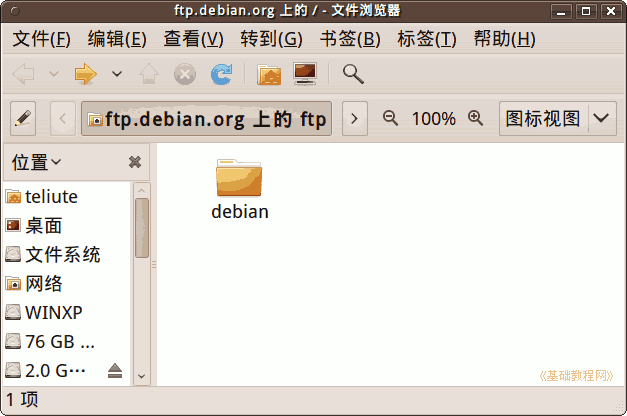 ftp.debian.org 上的 / - 文件浏览器
文件(F) 编辑(E) 查看(V) 转到(G) 书签(B) 标签(T) 帮助(H)
ftp.debian.org 上的 ftp 100% 图标视图
位置
teliute
桌面
文件系统
网络
WINXP
76 GB ...
2.0 G...
debian
《基础教程网》
1 项